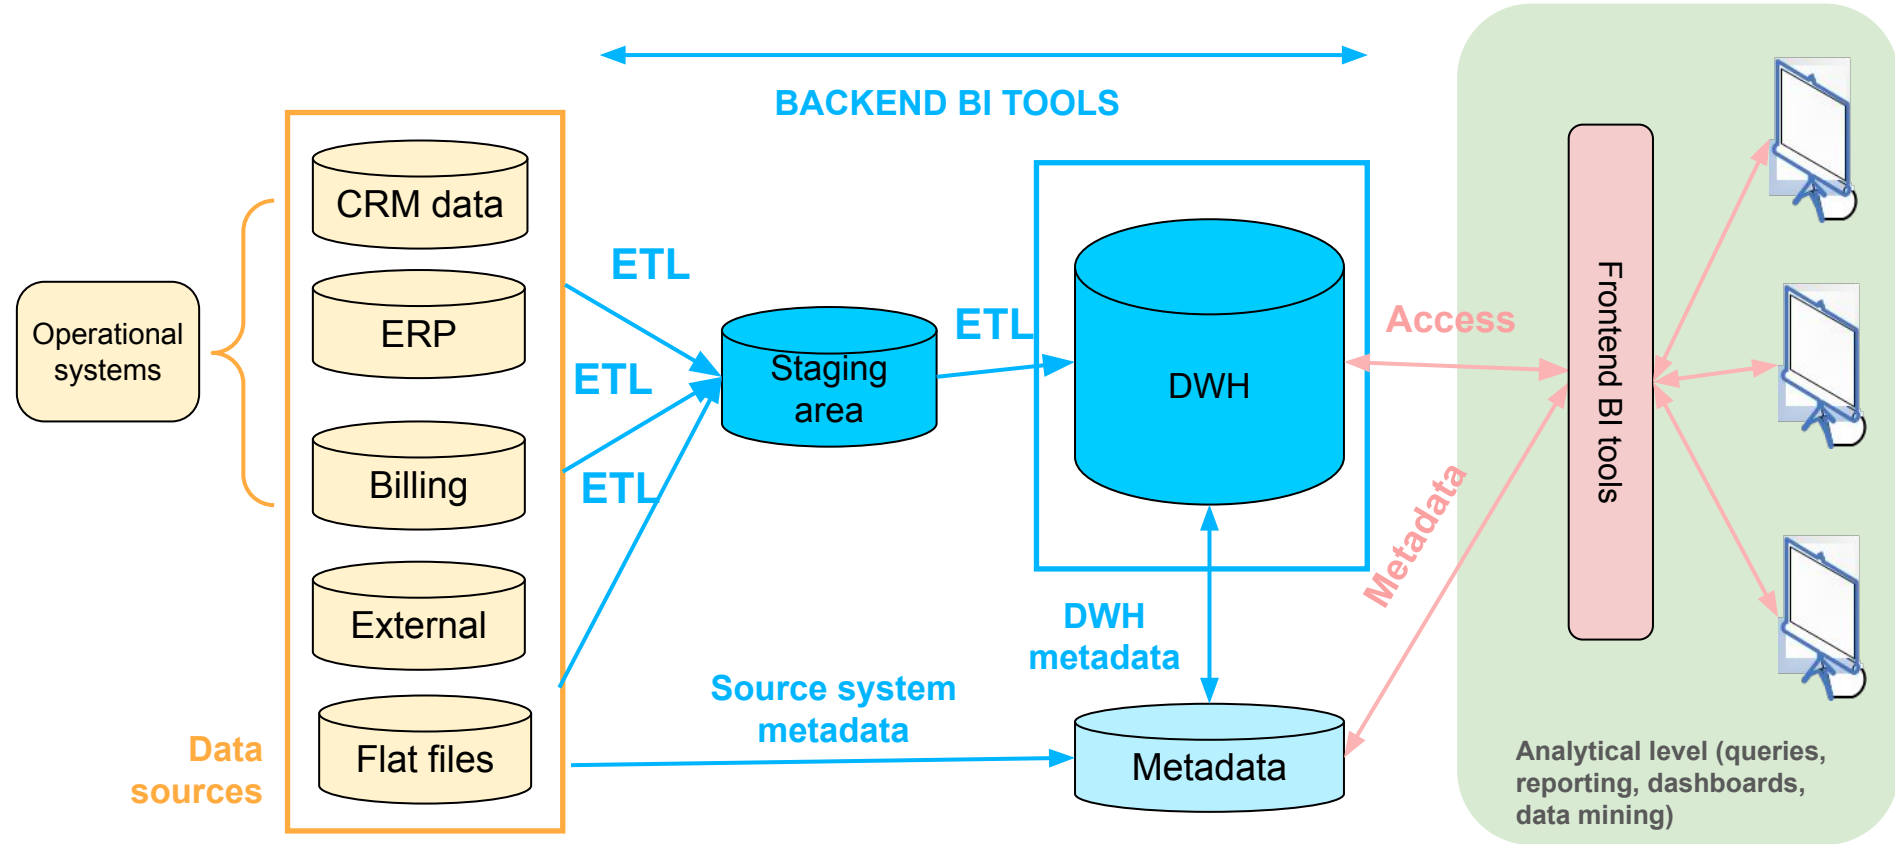 BACKEND BI TOOLS
CRM data
ETL
ERP
Operational
systems
ETL
Staging
area
ETL
DWH
Access
Frontend BI tools
Billing
ETL
Metadata
External
DWH
metadata
Source system
metadata
Data
sources
Flat files
Metadata
Analytical level (queries,
reporting, dashboards,
data mining)